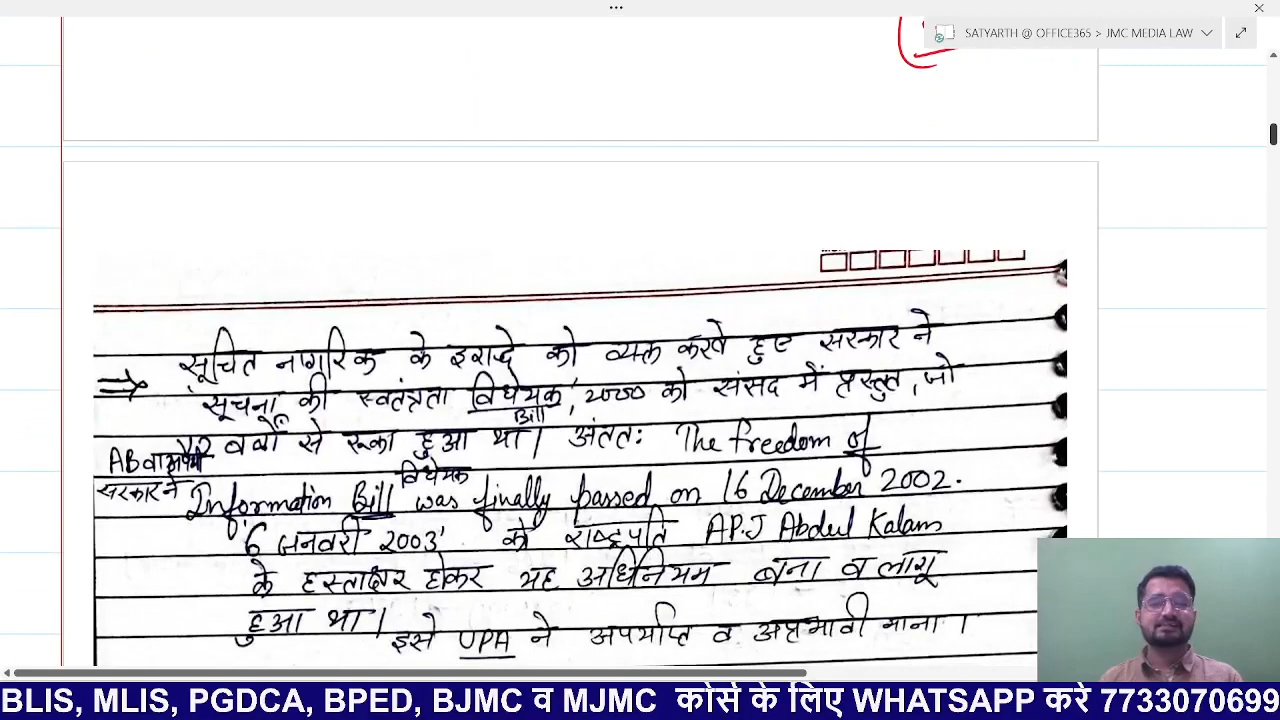 SATYARTH @ OFFICE365 > JMC MEDIA LAW
सूचित नागरिक के इरादे को व्यक्त करते हुए सरकार ने
सूचना की स्वतंत्रता विधेयक, 2000 को संसद में प्रस्तुत, जो
Bill
2 वर्षों से रूका हुआ था। अंततः The freedom of
AB वाजपेयी
सरकार ने
विधेयक
Information Bill was finally passed on 16 December 2002.
'6 जनवरी 2003' को राष्ट्रपति A.P.J Abdul Kalam
के हस्ताक्षर होकर यह अधिनियम बना व लागू
हुआ था।
इसे UPA ने अपर्याप्त व अप्रभावी माना।
BLIS, MLIS, PGDCA, BPED, BJMC व MJMC कोर्स के लिए WHATSAPP करे 7733070699